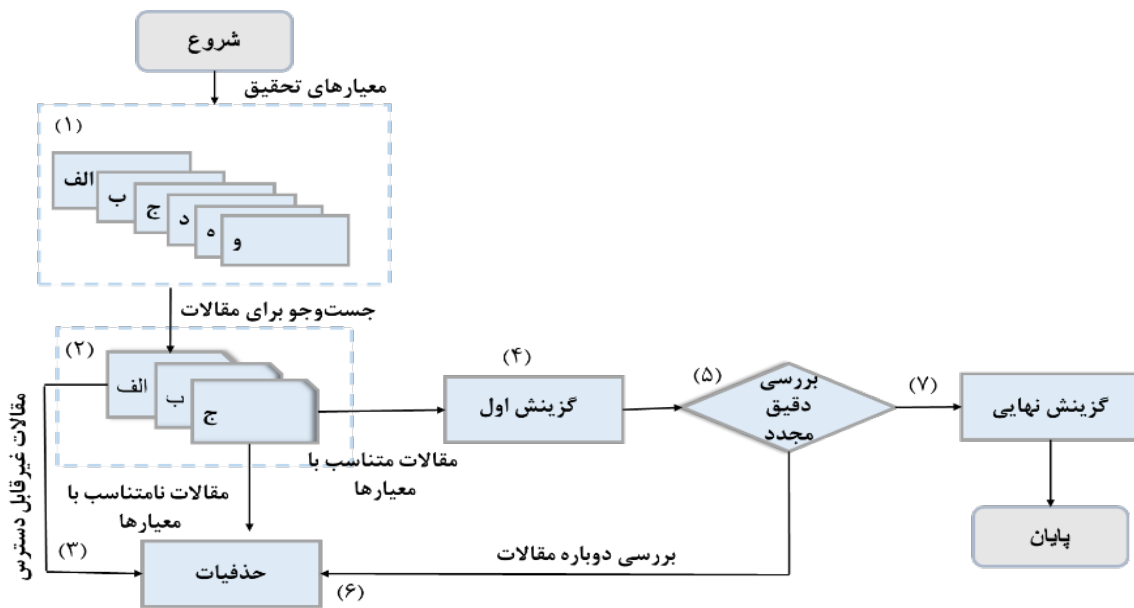 شروع
معیارهای تحقیق
(۱)
الف
ب
ج
د
ه
و
جست‌وجو برای مقالات
(۲)
الف
ب
ج
(۴)
گزینش اول
(۵)
بررسی
دقیق
مجدد
(۷)
گزینش نهایی
مقالات متناسب با
معیارها
مقالات نامتناسب با
معیارها
مقالات غیرقابل دسترس
(۳)
حذفیات
(۶)
بررسی دوباره مقالات
پایان